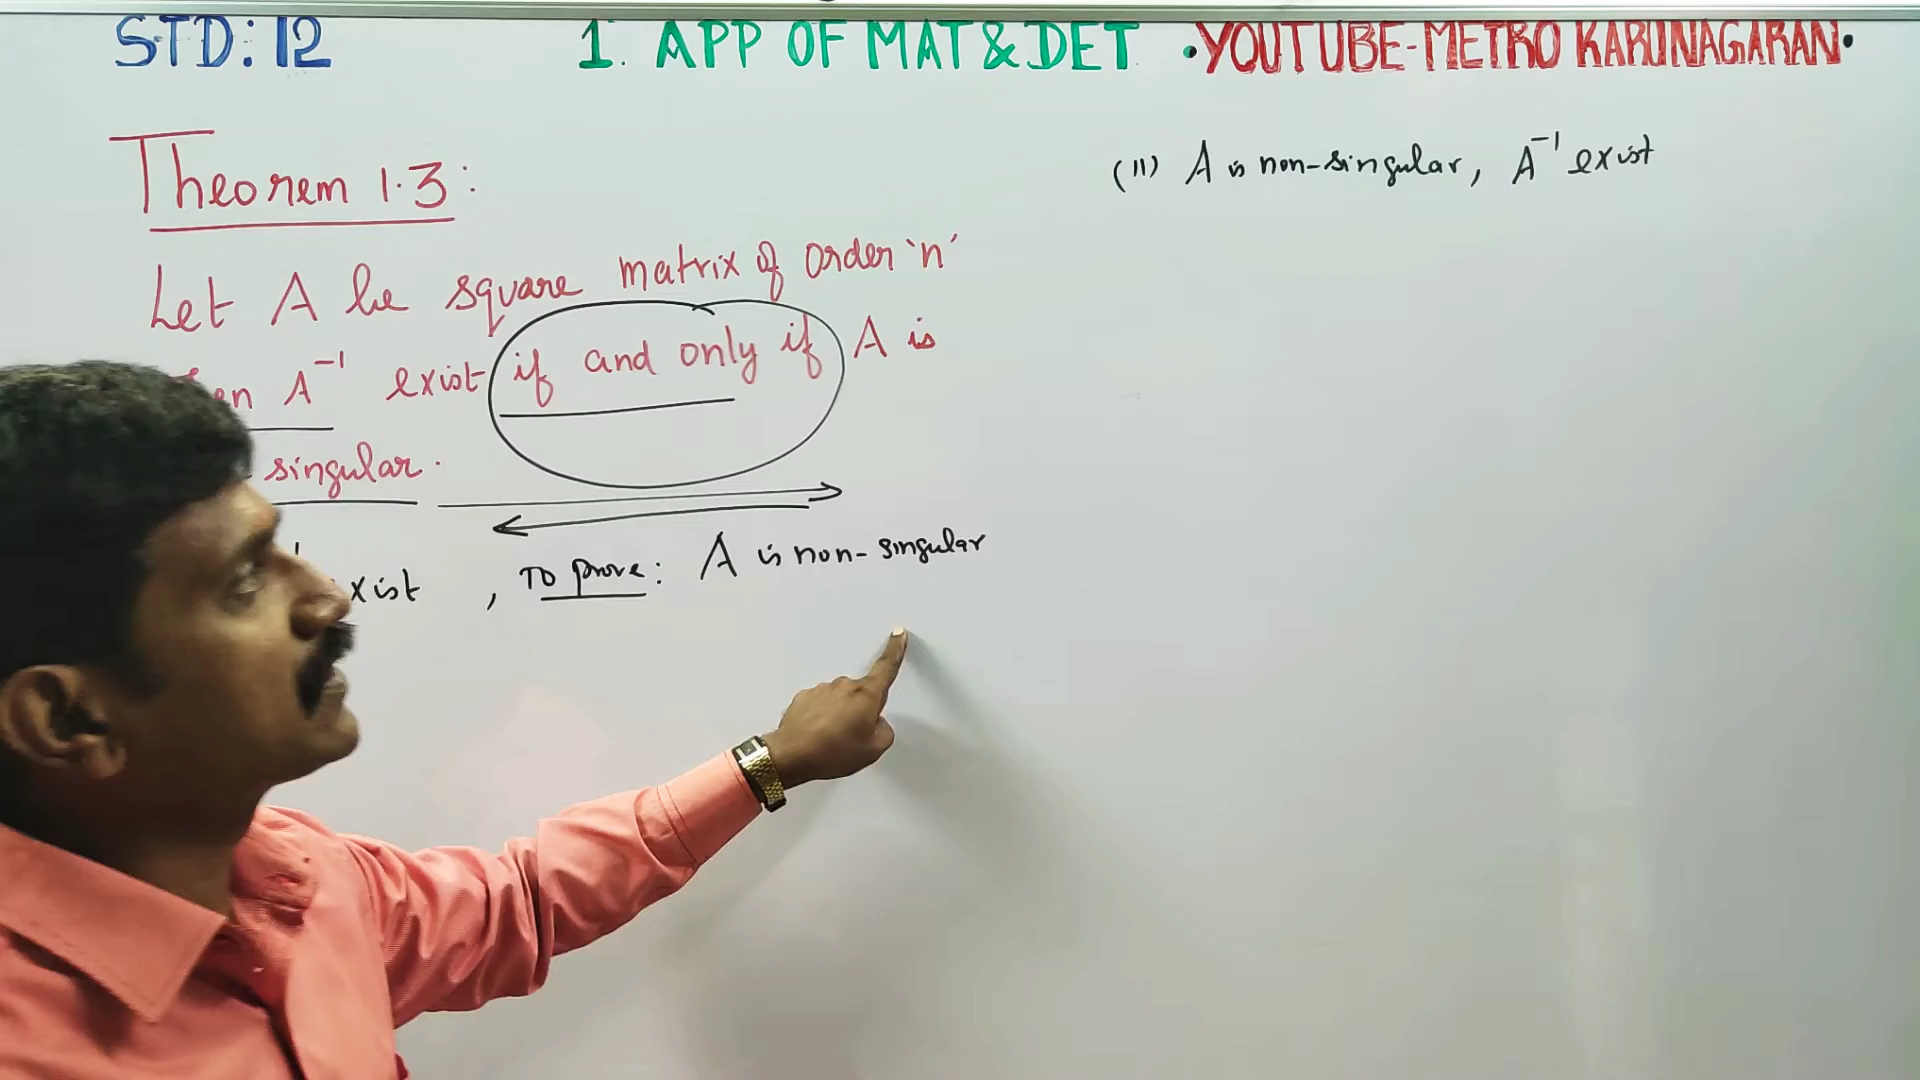 STD: 12
1. APP OF MAT & DET
•YOUTUBE-METRO KARUNAGARAN•
Theorem 1.3:
Let A be square matrix of order 'n'
A⁻¹ exist if and only if A is
singular.
, To prove: A is non-singular
(II) A is non-singular, A⁻¹ exist